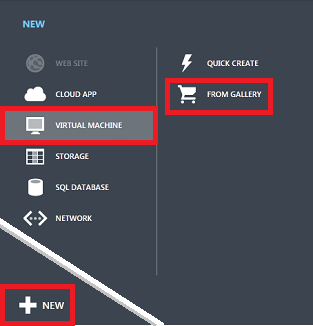 NEW
WEB SITE
CLOUD APP
VIRTUAL MACHINE
STORAGE
SQL DATABASE
NETWORK
QUICK CREATE
FROM GALLERY
NEW